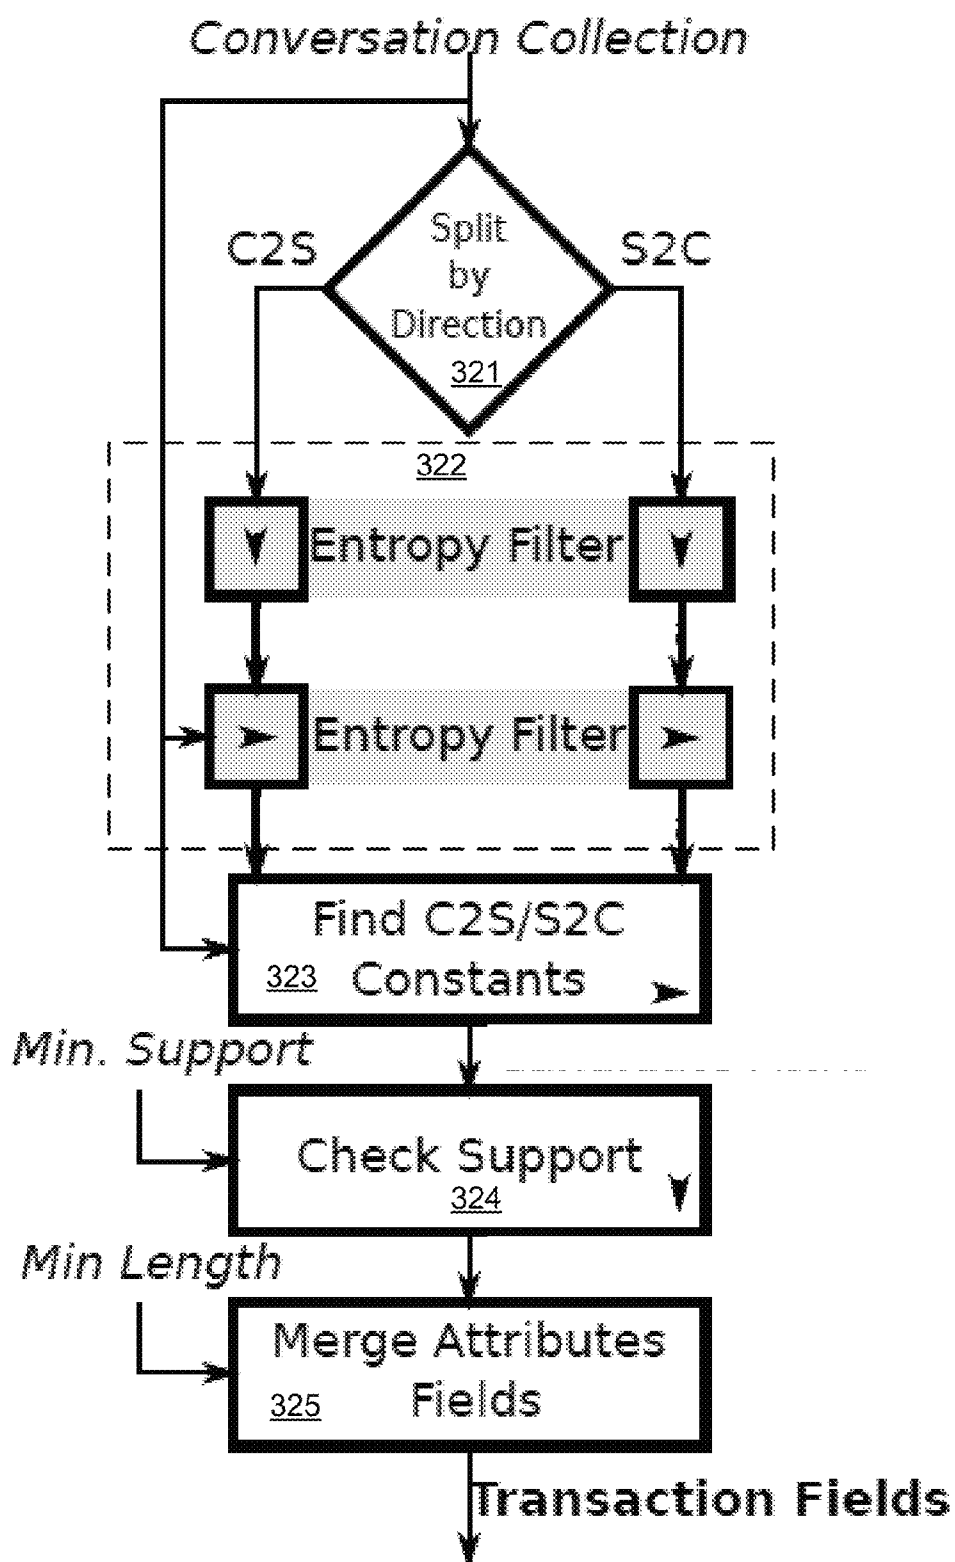 Conversation Collection
C2S
S2C
Split
by
Direction
321
322
Entropy Filter
Entropy Filter
Find C2S/S2C
323
Constants
Min. Support
Check Support
324
Min Length
Merge Attributes
325
Fields
Transaction Fields